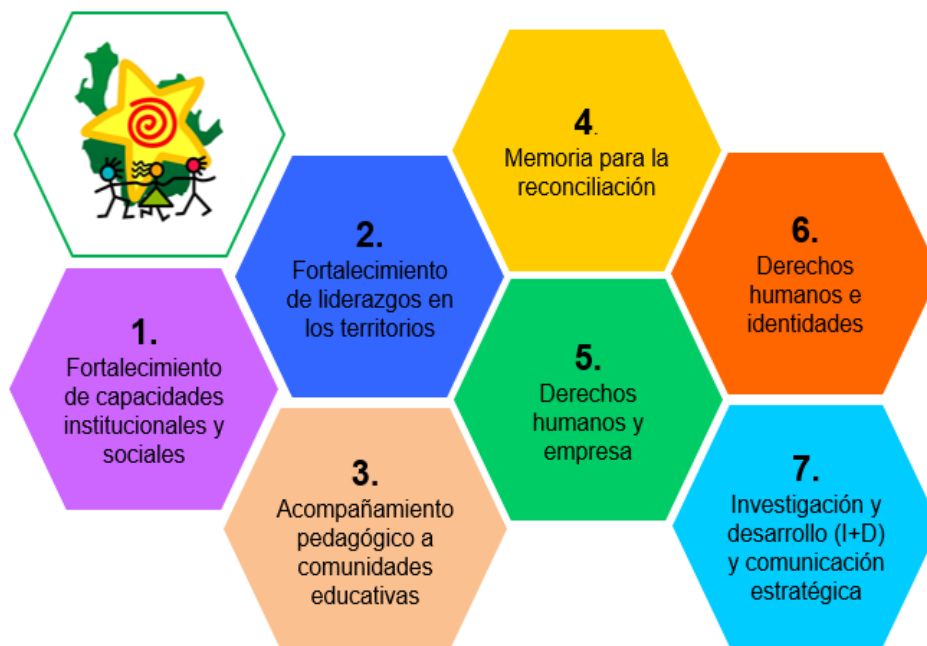 1.
Fortalecimiento
de capacidades
institucionales y
sociales
2.
Fortalecimiento
de liderazgos en
los territorios
3.
Acompañamiento
pedagógico a
comunidades
educativas
4.
Memoria para la
reconciliación
5.
Derechos
humanos y
empresa
6.
Derechos
humanos e
identidades
7.
Investigación y
desarrollo (I+D)
y comunicación
estratégica